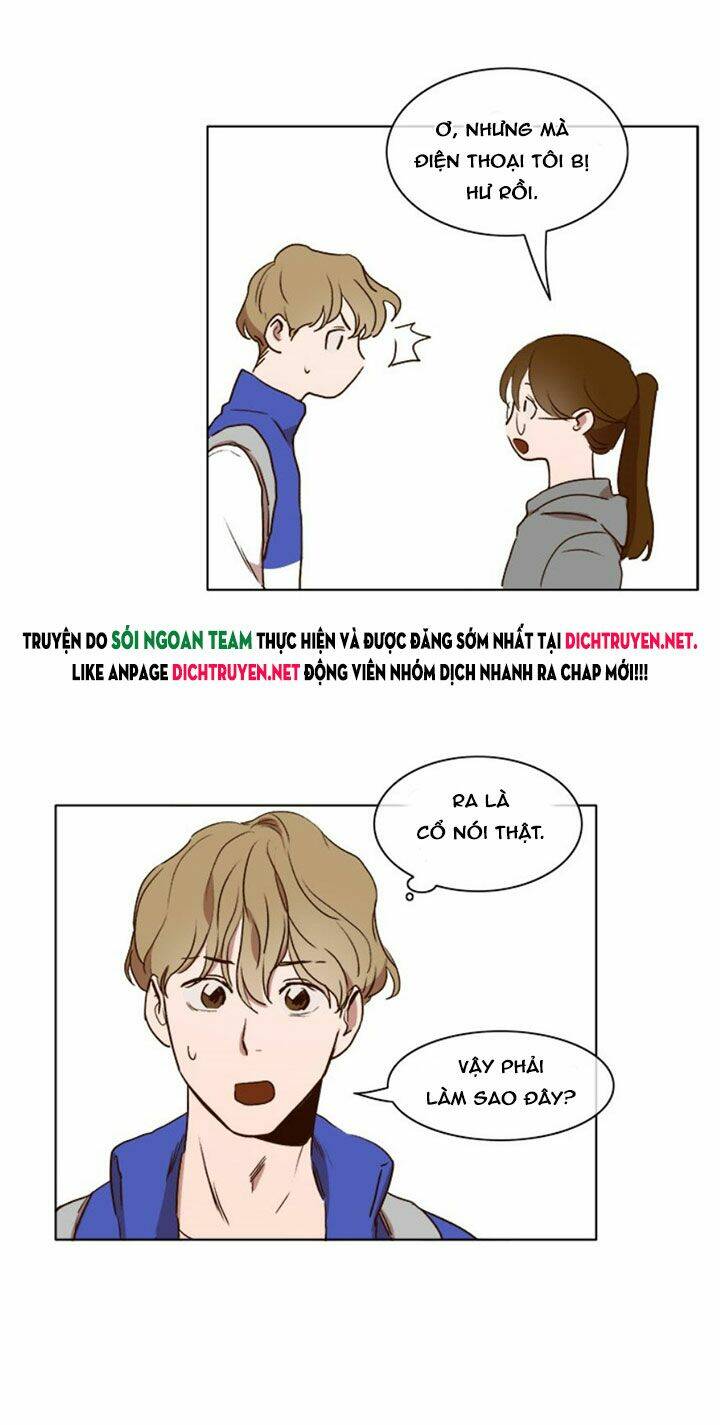 Ơ, NHƯNG MÀ
ĐIỆN THOẠI TÔI BỊ
HƯ RỒI.
TRUYỆN DO SÓI NGOAN TEAM THỰC HIỆN VÀ ĐƯỢC ĐĂNG SỚM NHẤT TẠI DICHTRUYEN.NET.
LIKE ANPAGE DICHTRUYEN.NET ĐỘNG VIÊN NHÓM DỊCH NHANH RA CHAP MỚI!!!
RA LÀ
CỔ NÓI THẬT.
VẬY PHẢI
LÀM SAO ĐÂY?